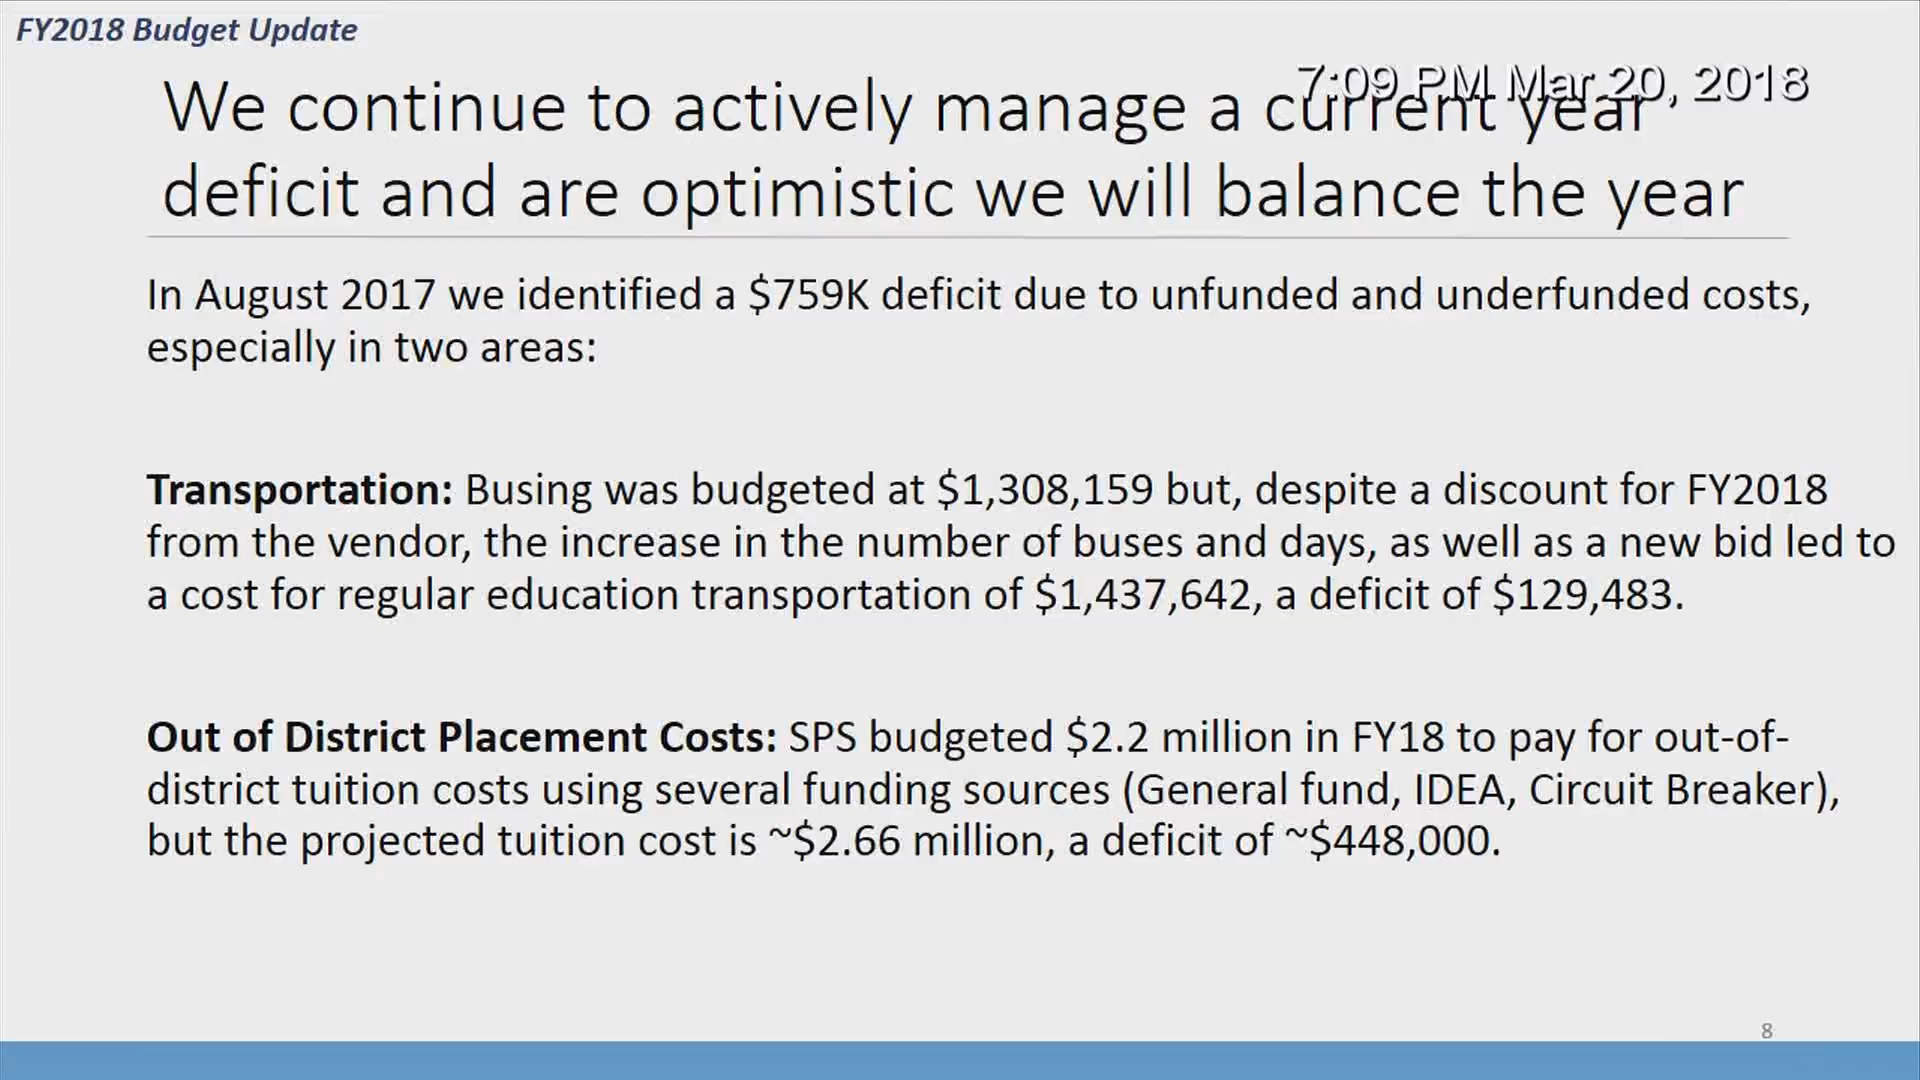 FY2018 Budget Update
7:09 PM Mar 20, 2018
We continue to actively manage a current year
deficit and are optimistic we will balance the year
In August 2017 we identified a $759K deficit due to unfunded and underfunded costs,
especially in two areas:
Transportation: Busing was budgeted at $1,308,159 but, despite a discount for FY2018
from the vendor, the increase in the number of buses and days, as well as a new bid led to
a cost for regular education transportation of $1,437,642, a deficit of $129,483.
Out of District Placement Costs: SPS budgeted $2.2 million in FY18 to pay for out-of-
district tuition costs using several funding sources (General fund, IDEA, Circuit Breaker),
but the projected tuition cost is ~$2.66 million, a deficit of ~$448,000.
8